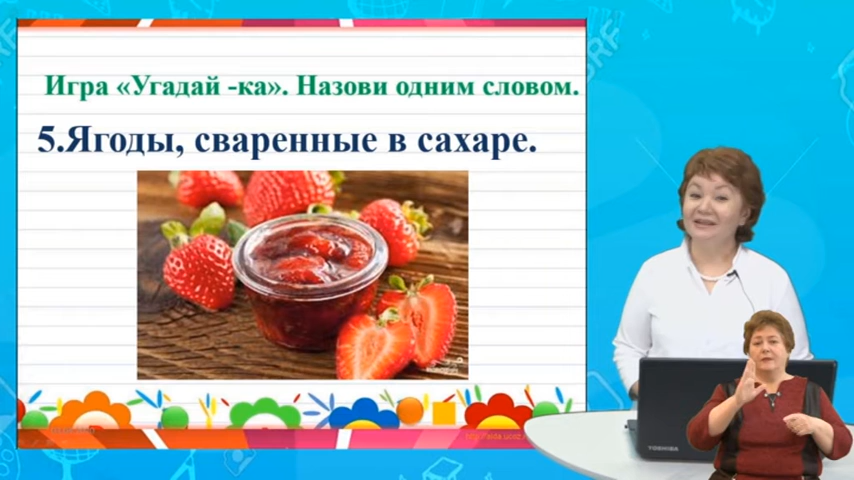 Игра «Угадай -ка». Назови одним словом.
5.Ягоды, сваренные в сахаре.
TOSHIBA